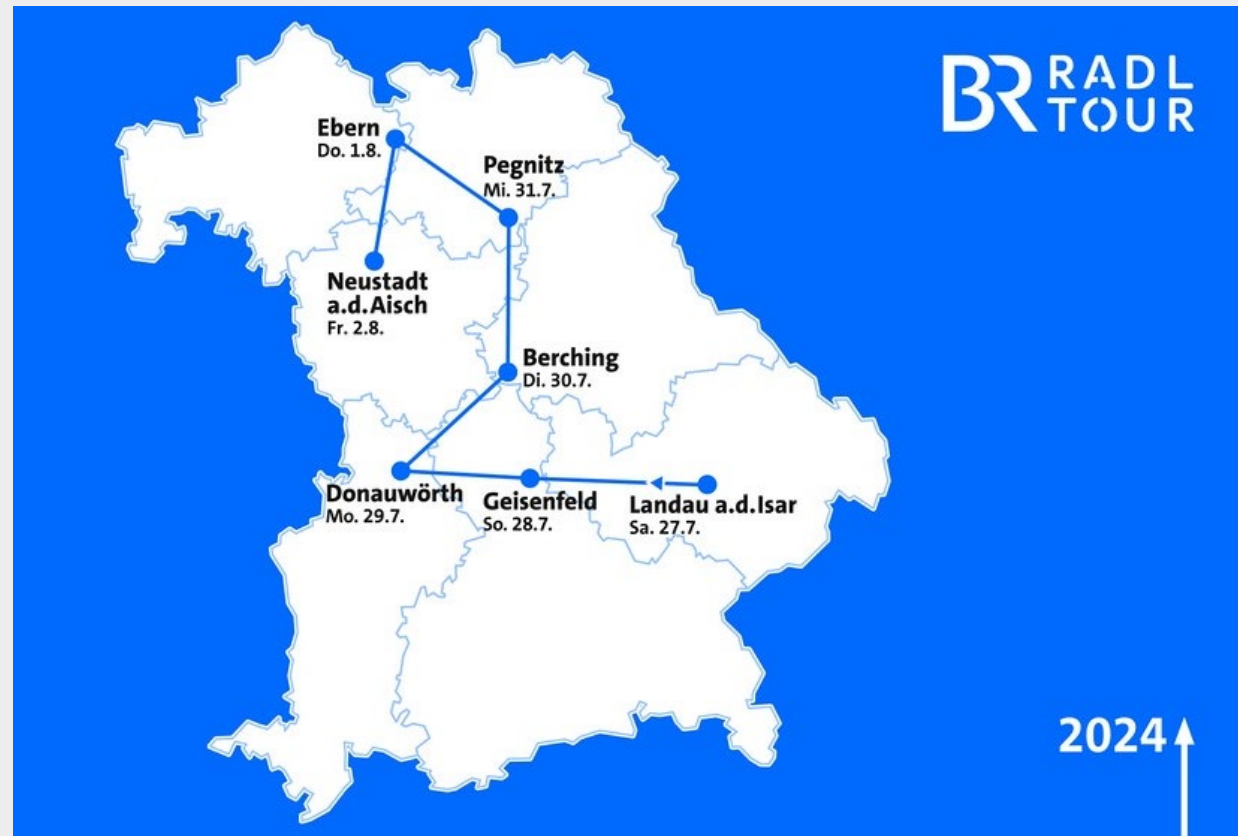 BR RADL
TOUR
Ebern
Do. 1.8.
Pegnitz
Mi. 31.7.
Neustadt
a.d.Aisch
Fr. 2.8.
Berching
Di. 30.7.
Donauwörth
Mo. 29.7.
Geisenfeld
So. 28.7.
Landau a.d.Isar
Sa. 27.7.
2024